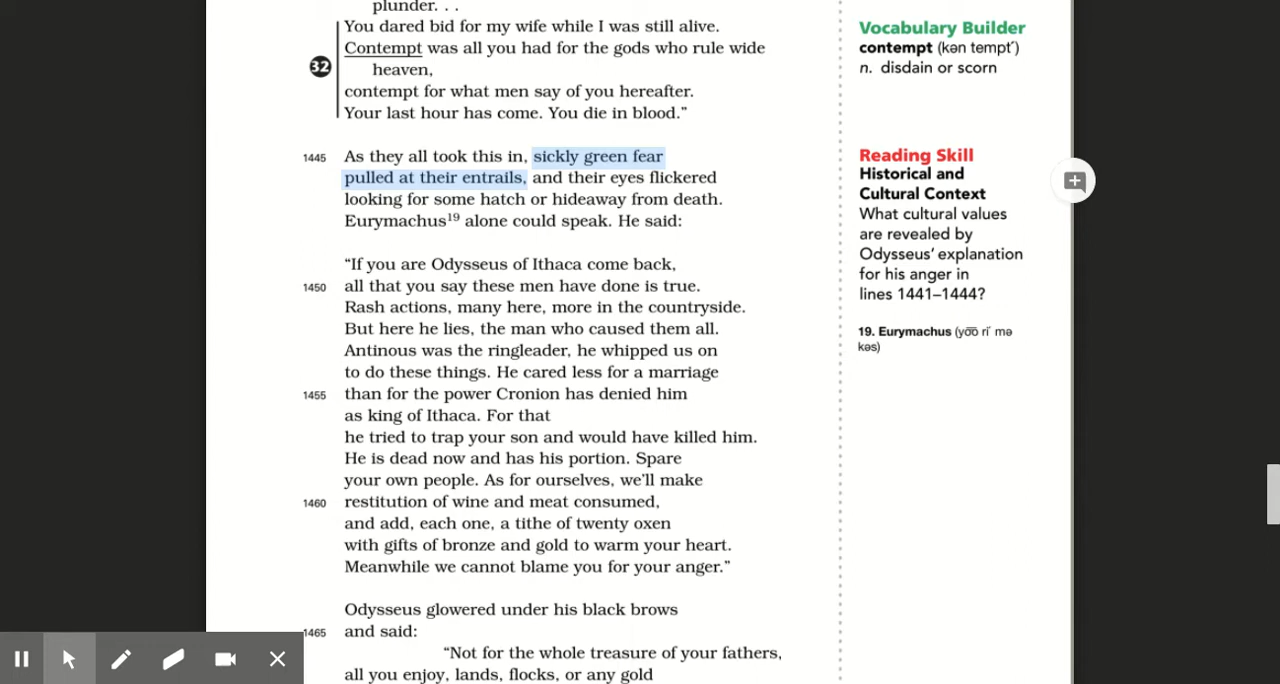 plunder. . .
You dared bid for my wife while I was still alive.
Contempt was all you had for the gods who rule wide
heaven,
32
contempt for what men say of you hereafter.
Your last hour has come. You die in blood.”
1445 As they all took this in, sickly green fear
pulled at their entrails, and their eyes flickered
looking for some hatch or hideaway from death.
Eurymachus19 alone could speak. He said:
“If you are Odysseus of Ithaca come back,
1450 all that you say these men have done is true.
Rash actions, many here, more in the countryside.
But here he lies, the man who caused them all.
Antinous was the ringleader, he whipped us on
to do these things. He cared less for a marriage
1455 than for the power Cronion has denied him
as king of Ithaca. For that
he tried to trap your son and would have killed him.
He is dead now and has his portion. Spare
your own people. As for ourselves, we’ll make
1460 restitution of wine and meat consumed,
and add, each one, a tithe of twenty oxen
with gifts of bronze and gold to warm your heart.
Meanwhile we cannot blame you for your anger.”
Odysseus glowered under his black brows
1465 and said:
“Not for the whole treasure of your fathers,
all you enjoy, lands, flocks, or any gold
Vocabulary Builder
contempt (kən tempt′)
n. disdain or scorn
Reading Skill
Historical and
Cultural Context
What cultural values
are revealed by
Odysseus’ explanation
for his anger in
lines 1441–1444?
19. Eurymachus (yo͞o ri′ mə
kəs)